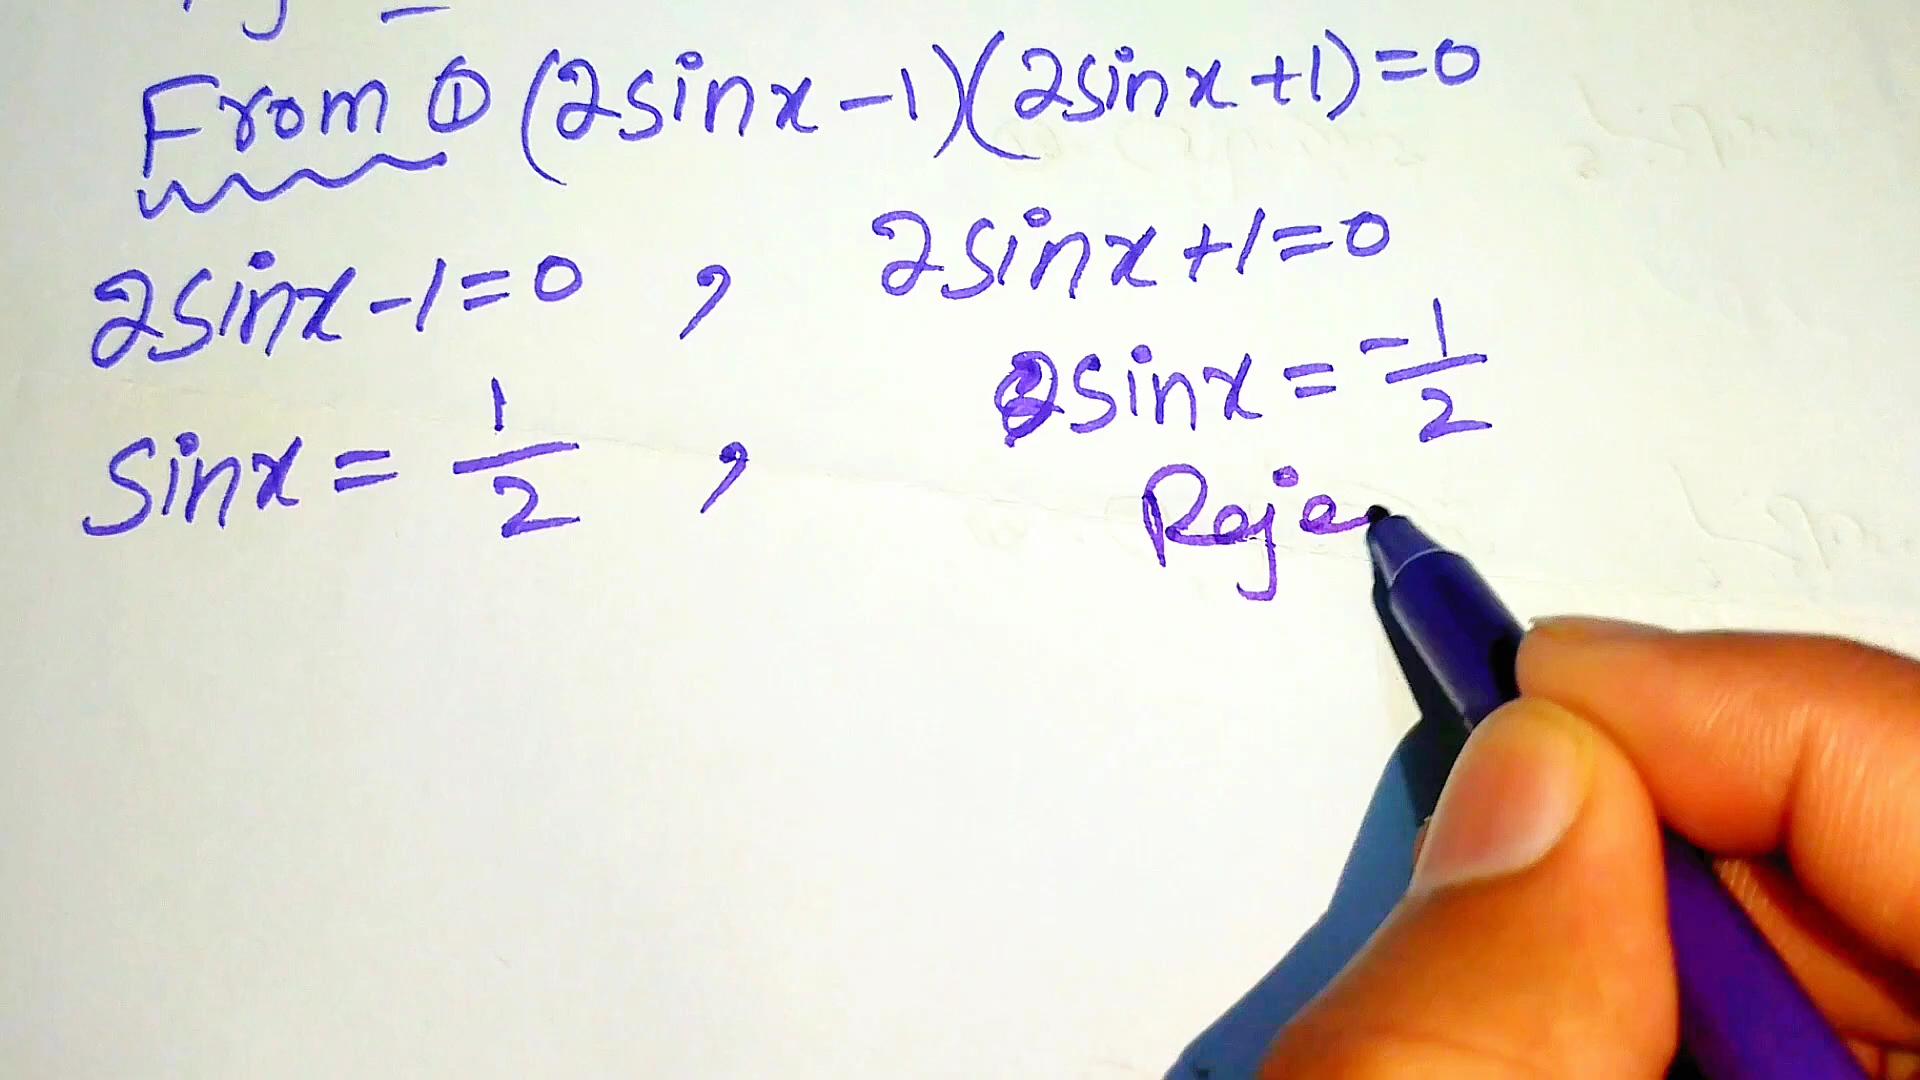 From ① (2sinx-1)(2sinx+1)=0
2sinx-1=0 , 2sinx+1=0
sinx = 1/2 , sinx = -1/2
Reje